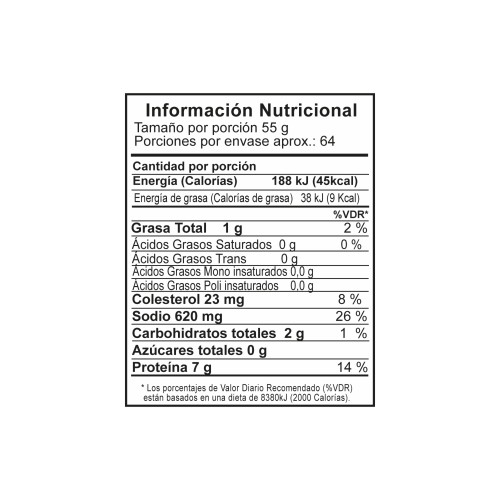 Información Nutricional
Tamaño por porción 55 g
Porciones por envase aprox.: 64
Cantidad por porción
Energía (Calorías) 188 kJ (45kcal)
Energía de grasa (Calorías de grasa) 38 kJ (9 Kcal)
%VDR*
Grasa Total 1 g 2 %
Ácidos Grasos Saturados 0 g 0 %
Ácidos Grasos Trans 0 g
Ácidos Grasos Mono insaturados 0,0 g
Ácidos Grasos Poli insaturados 0,0 g
Colesterol 23 mg 8 %
Sodio 620 mg 26 %
Carbohidratos totales 2 g 1 %
Azúcares totales 0 g
Proteína 7 g 14 %
* Los porcentajes de Valor Diario Recomendado (%VDR)
están basados en una dieta de 8380kJ (2000 Calorías).